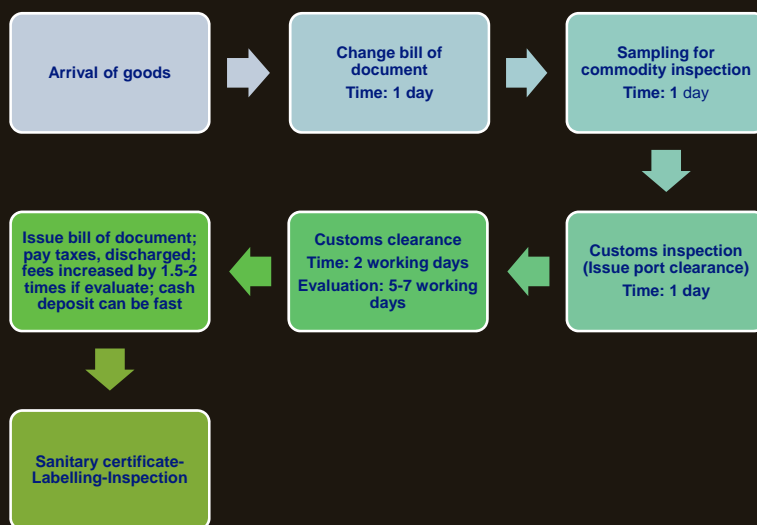 Arrival of goods
Change bill of
document
Time: 1 day
Sampling for
commodity inspection
Time: 1 day
Customs inspection
(Issue port clearance)
Time: 1 day
Customs clearance
Time: 2 working days
Evaluation: 5-7 working
days
Issue bill of document;
pay taxes, discharged;
fees increased by 1.5-2
times if evaluate; cash
deposit can be fast
Sanitary certificate-
Labelling-Inspection